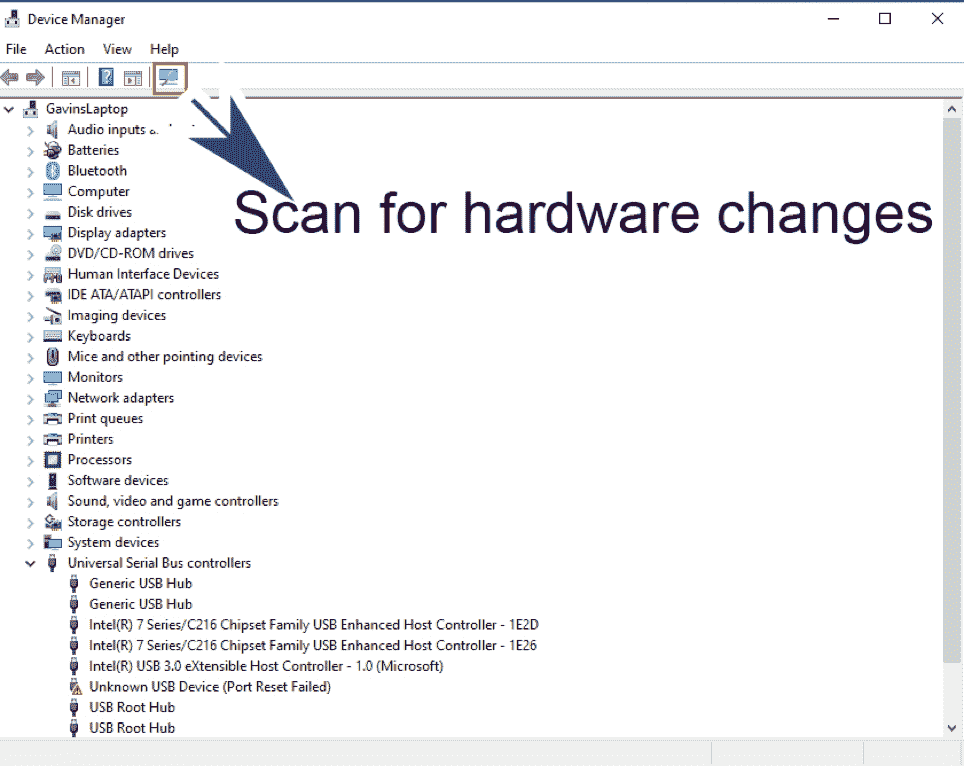 Device Manager
File Action View Help
GavinsLaptop
Audio inputs
Batteries
Bluetooth
Computer
Disk drives
Scan for hardware changes
Display adapters
DVD/CD-ROM drives
Human Interface Devices
IDE ATA/ATAPI controllers
Imaging devices
Keyboards
Mice and other pointing devices
Monitors
Network adapters
Print queues
Printers
Processors
Software devices
Sound, video and game controllers
Storage controllers
System devices
Universal Serial Bus controllers
Generic USB Hub
Generic USB Hub
Intel(R) 7 Series/C216 Chipset Family USB Enhanced Host Controller - 1E2D
Intel(R) 7 Series/C216 Chipset Family USB Enhanced Host Controller - 1E26
Intel(R) USB 3.0 eXtensible Host Controller - 1.0 (Microsoft)
Unknown USB Device (Port Reset Failed)
USB Root Hub
USB Root Hub